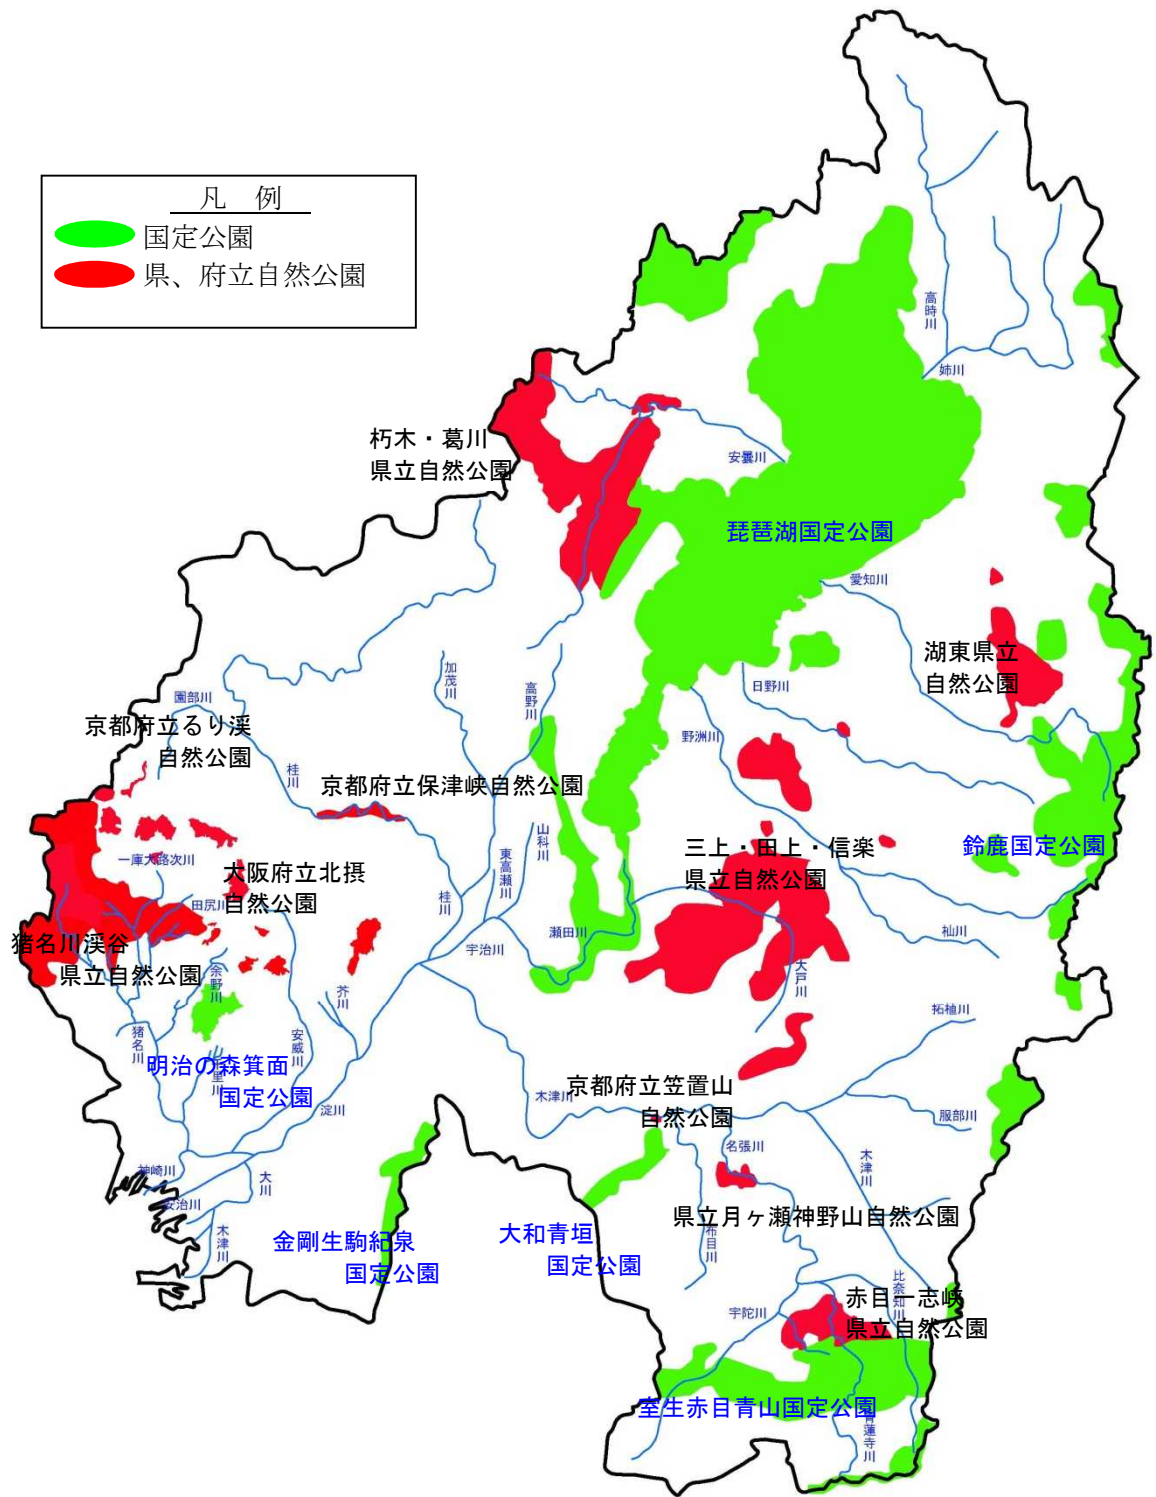 凡　例
国定公園
県、府立自然公園
高時川
姉川
朽木・葛川
県立自然公園
安曇川
琵琶湖国定公園
愛知川
湖東県立
自然公園
加茂川
高野川
日野川
園部川
京都府立るり渓
自然公園
野洲川
桂川
京都府立保津峡自然公園
山科川
東高瀬川
三上・田上・信楽
県立自然公園
鈴鹿国定公園
一庫大路次川
大阪府立北摂
自然公園
田尻川
桂川
猪名川渓谷
県立自然公園
宇治川
瀬田川
杣川
大戸川
余野川
芥川
拓植川
猪名川
安威川
明治の森箕面
国定公園
淀川
木津川
京都府立笠置山
自然公園
服部川
名張川
木津川
神崎川
大川
安治川
木津川
県立月ヶ瀬神野山自然公園
布目川
金剛生駒紀泉
国定公園
大和青垣
国定公園
比奈知川
宇陀川
赤目一志峡
県立自然公園
室生赤目青山国定公園
青蓮寺川